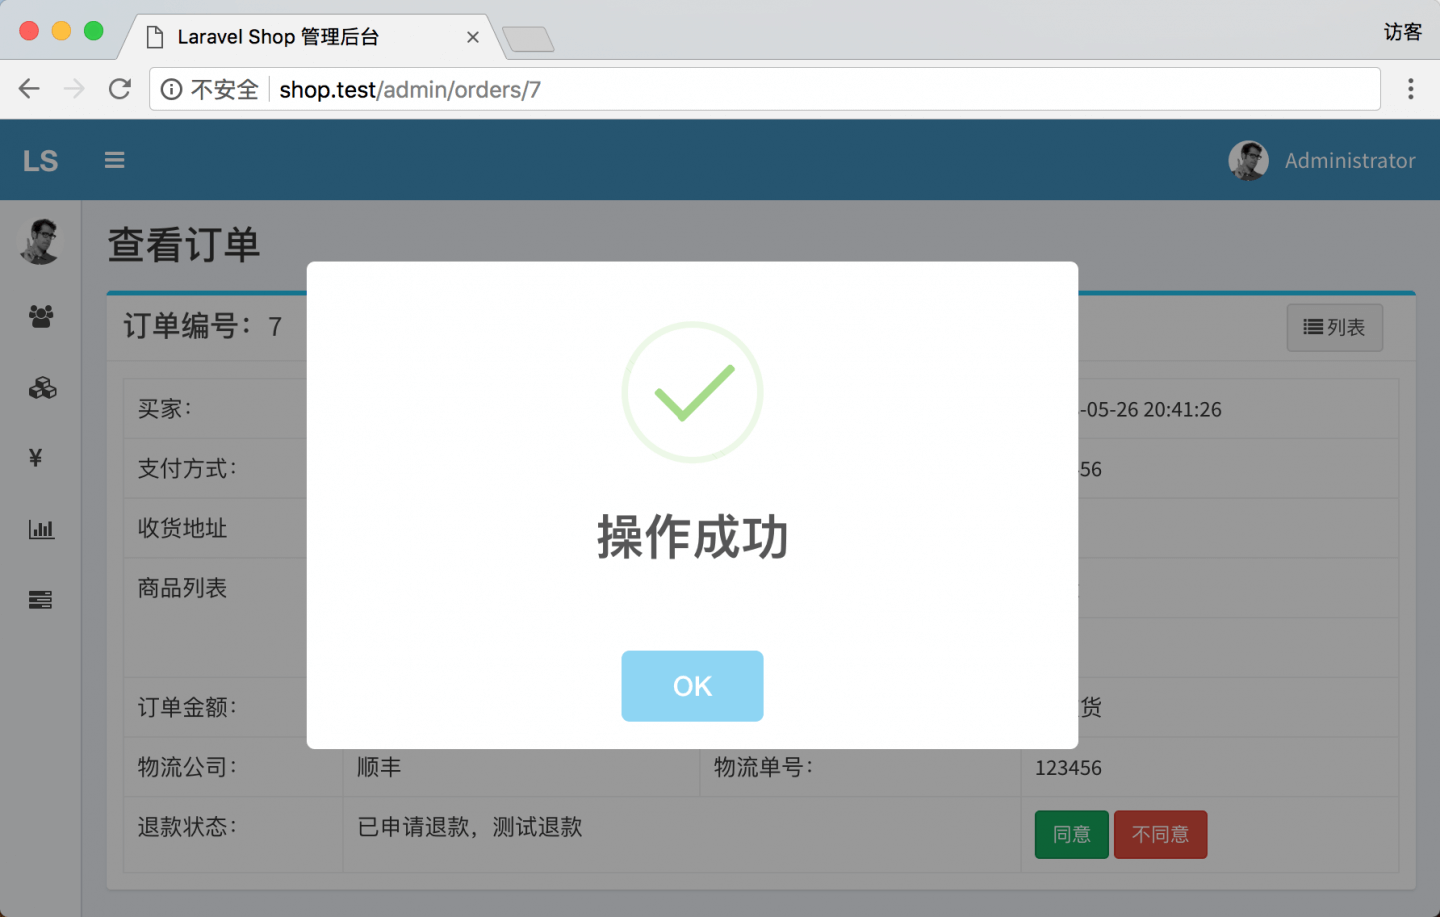 Laravel Shop 管理后台
访客
不安全 shop.test/admin/orders/7
LS
Administrator
查看订单
订单编号：7
列表
买家：
-05-26 20:41:26
支付方式：
56
收货地址
商品列表
订单金额：
货
物流公司：
顺丰
物流单号：
123456
退款状态：
已申请退款，测试退款
同意
不同意
操作成功
OK